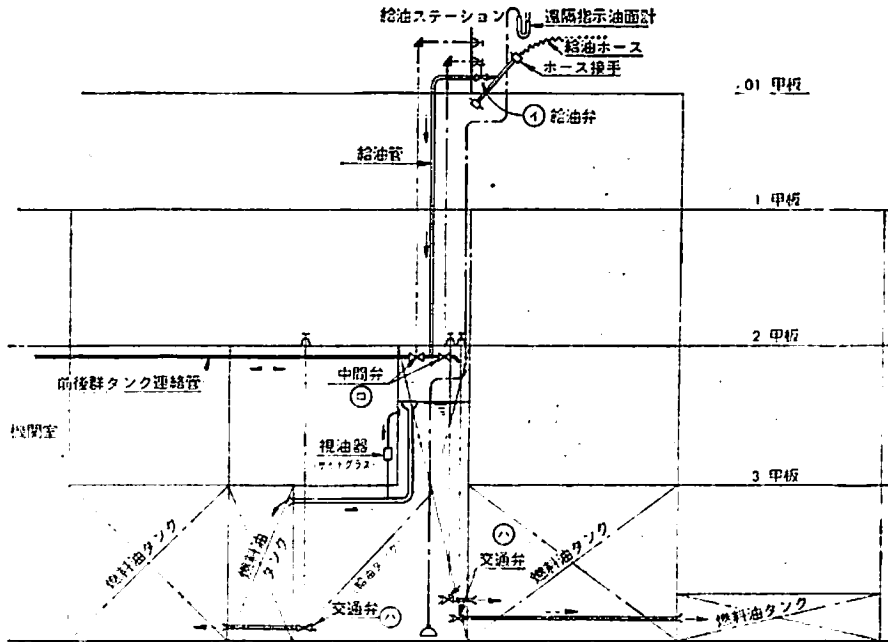 給油ステーション
遠隔指示油面計
給油ホース
ホース接手
01 甲板
イ 給油弁
給油管
1 甲板
2 甲板
中間弁
ロ
前後群タンク連絡管
機関室
視油器
サイトグラス
3 甲板
ハ
交通弁
燃料油タンク
燃料油
タンク
給油タンク
燃料油タンク
交通弁 ハ
燃料油タンク